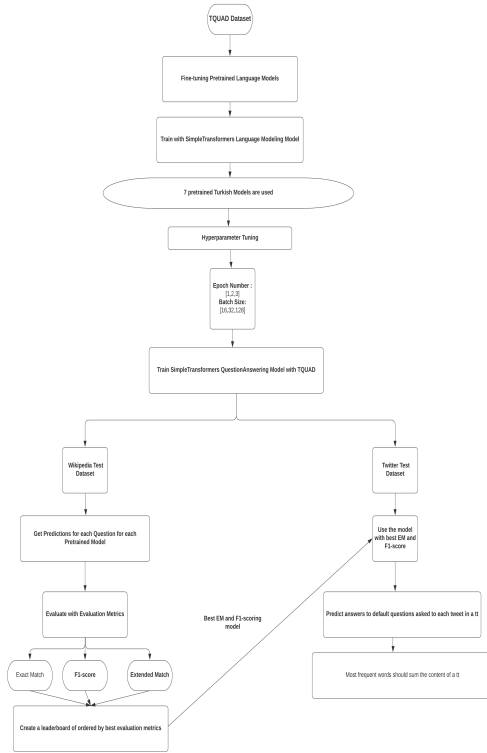 TQUAD Dataset
Fine-tuning Pretrained Language Models
Train with SimpleTransformers Language Modeling Model
7 pretrained Turkish Models are used
Hyperparameter Tuning
Epoch Number :
[1,2,3]
Batch Size:
[16,32,128]
Train SimpleTransformers QuestionAnswering Model with TQUAD
Wikipedia Test
Dataset
Twitter Test
Dataset
Get Predictions for each Question for each
Pretrained Model
Use the model
with best EM and
F1-score
Evaluate with Evaluation Metrics
Best EM and F1-scoring
model
Predict answers to default questions asked to each tweet in a tt
Exact Match
F1-score
Extended Match
Most frequent words should sum the content of a tt
Create a leaderboard of ordered by best evaluation metrics